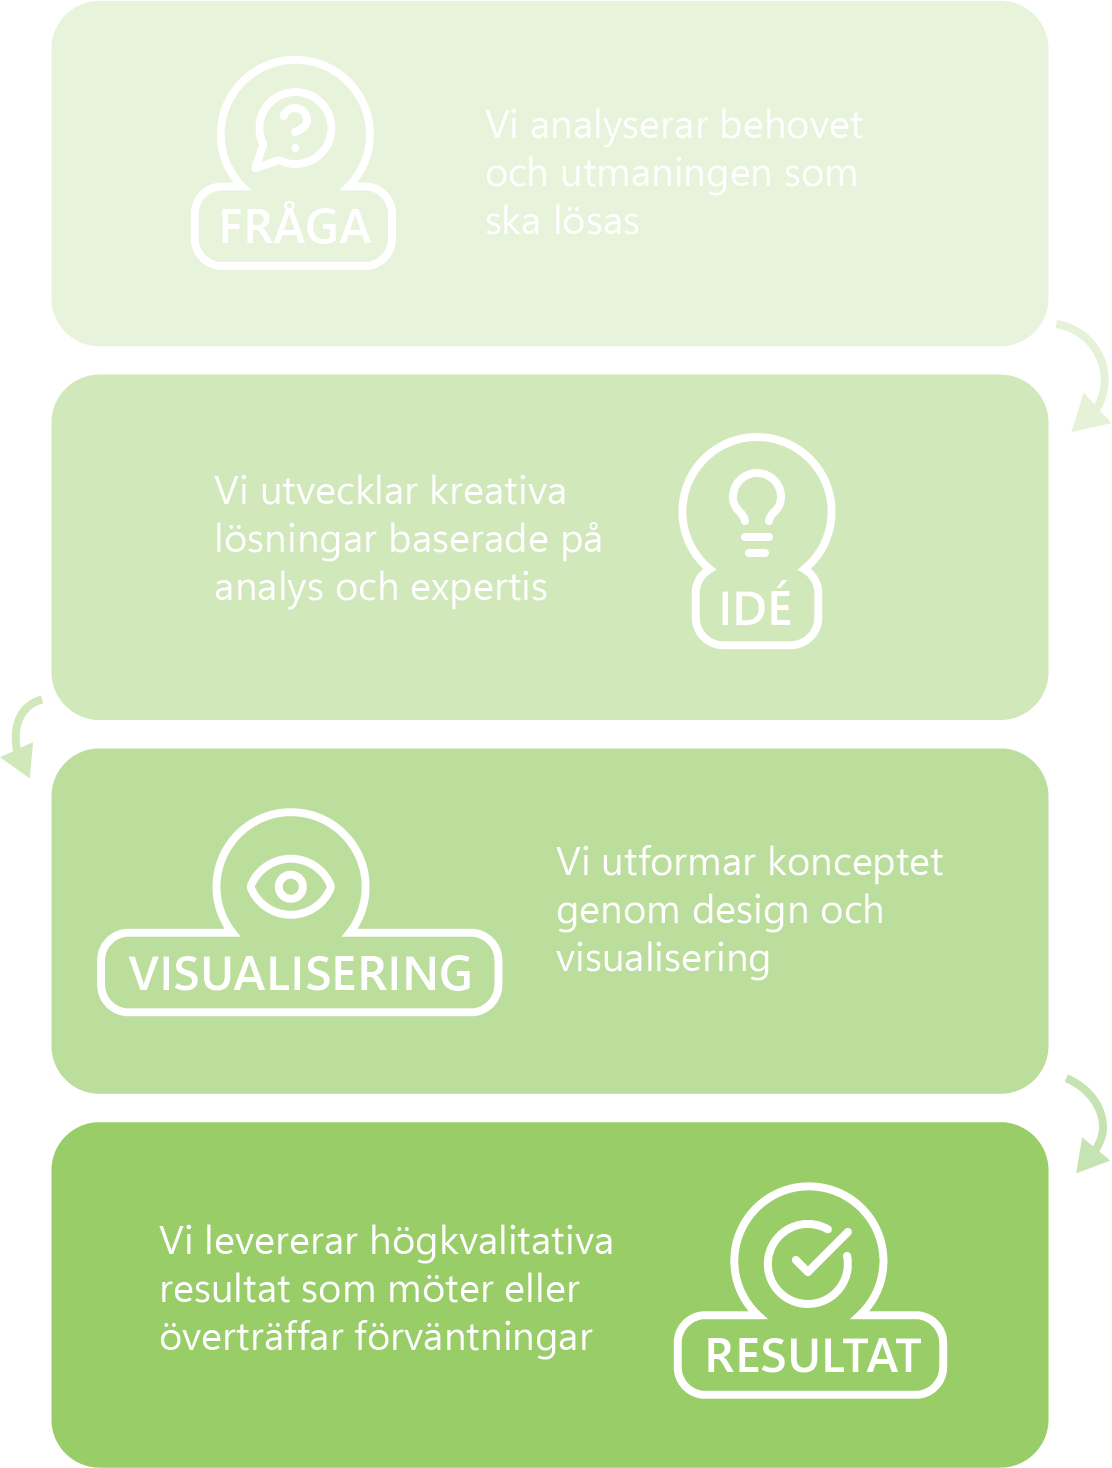 FRÅGA
Vi analyserar behovet
och utmaningen som
ska lösas
Vi utvecklar kreativa
lösningar baserade på
analys och expertis
IDÉ
VISUALISERING
Vi utformar konceptet
genom design och
visualisering
Vi levererar högkvalitativa
resultat som möter eller
överträffar förväntningar
RESULTAT